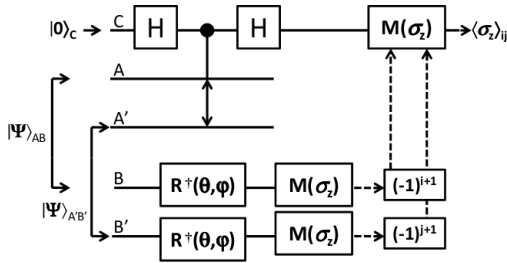 |0⟩C C H H M(σz) ⟨σz⟩ij
A
|Ψ⟩AB A'
B R†(θ,φ) M(σz) (-1)i+1
|Ψ⟩A'B'
B' R†(θ,φ) M(σz) (-1)j+1